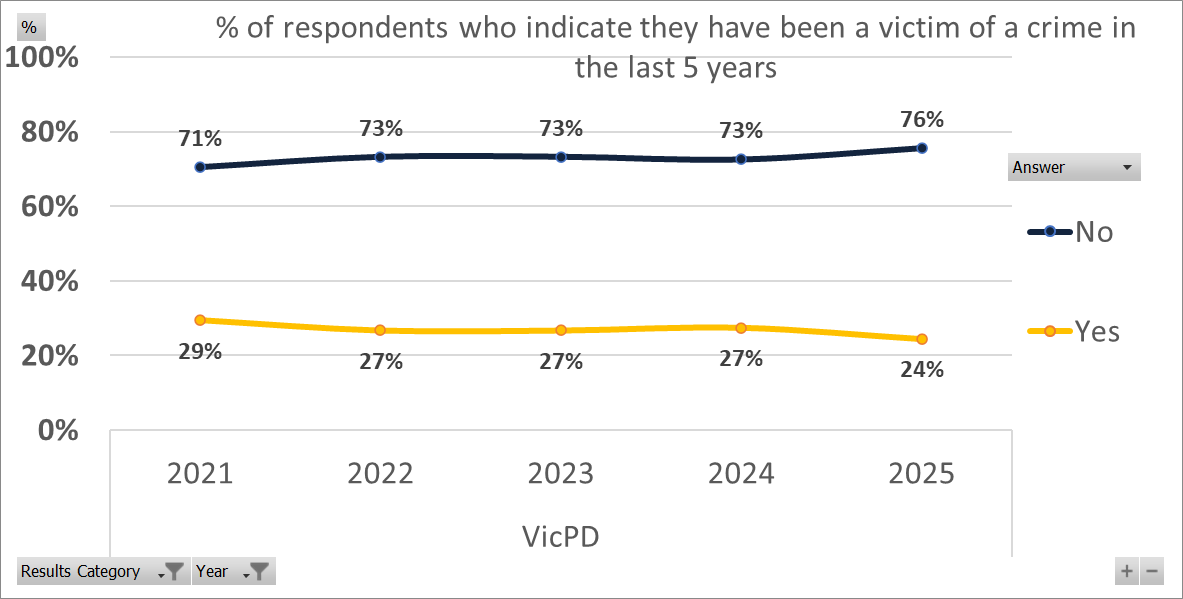 %
% of respondents who indicate they have been a victim of a crime in
the last 5 years
100%
80%
60%
40%
20%
0%
71%
73%
73%
73%
76%
29%
27%
27%
27%
24%
Answer
No
Yes
2021 2022 2023 2024 2025
VicPD
Results Category Year + −